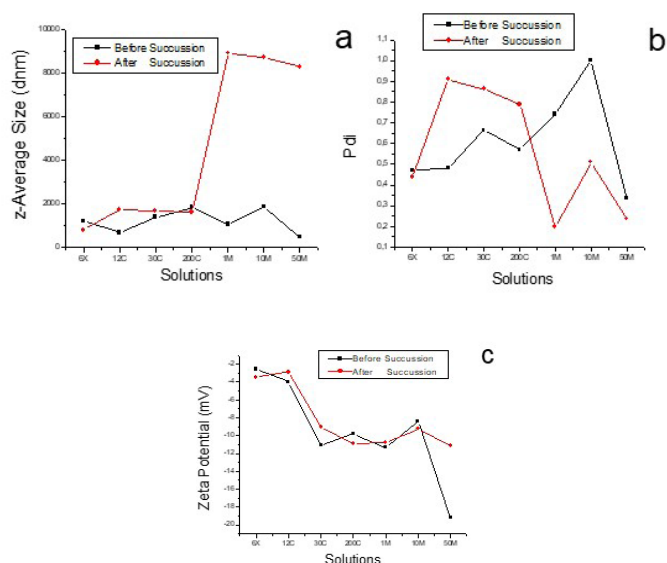 a
Before Succussion
After Succussion
z-Average Size (dnm)
10000
8000
6000
4000
2000
0
6X 12C 30C 200C 1M 10M 50M
Solutions
b
Before Succussion
After Succussion
Pdi
1,1
1,0
0,9
0,8
0,7
0,6
0,5
0,4
0,3
0,2
0,1
6X 12C 30C 200C 1M 10M 50M
Solutions
c
Before Succussion
After Succussion
Zeta Potential (mV)
-2
-4
-6
-8
-10
-12
-14
-16
-18
-20
6X 12C 30C 200C 1M 10M 50M
Solutions